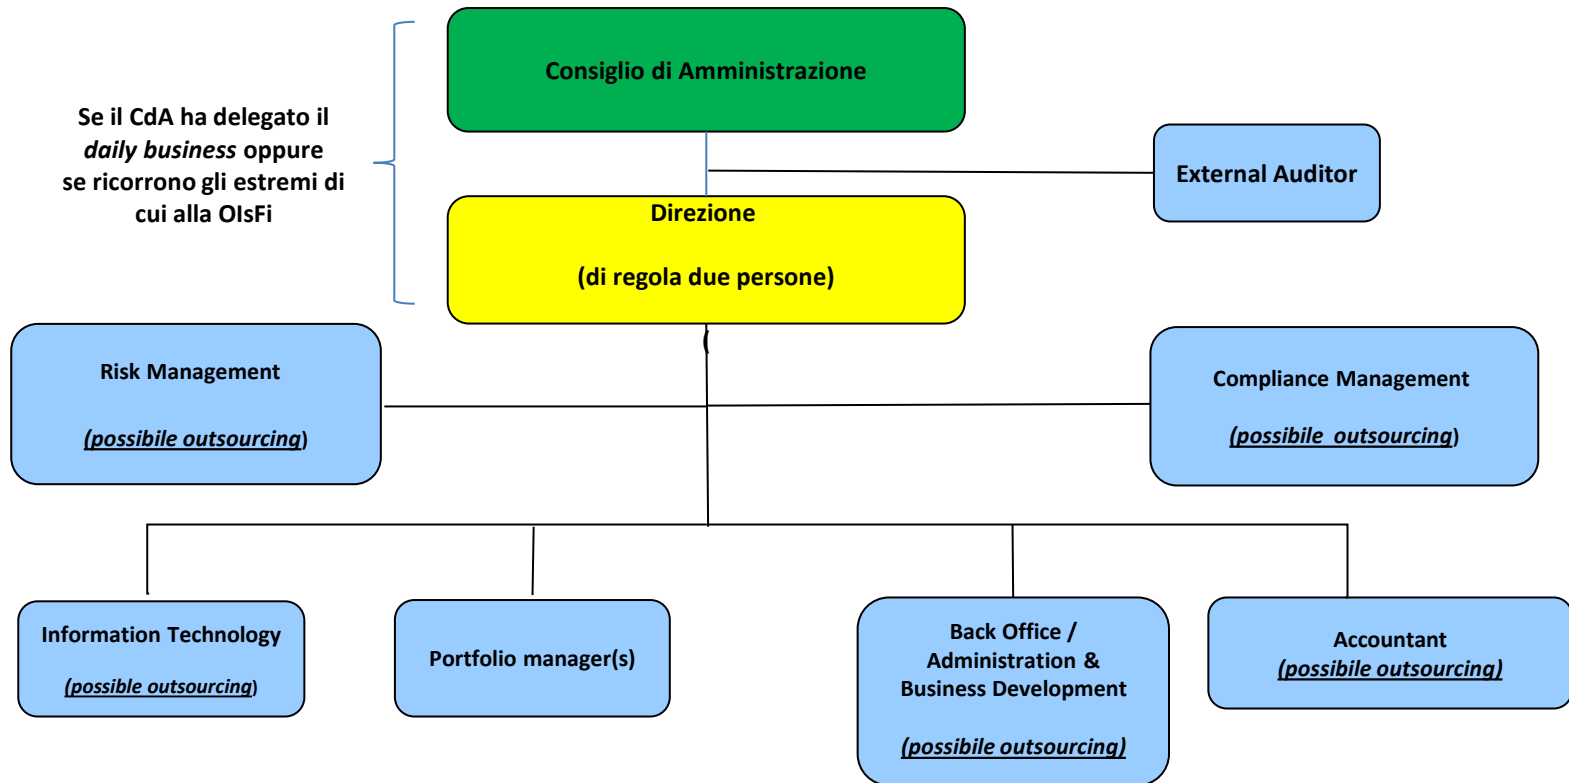 Consiglio di Amministrazione
Se il CdA ha delegato il
daily business oppure
se ricorrono gli estremi di
cui alla OIsFi
External Auditor
Direzione
(di regola due persone)
(
Risk Management
(possibile outsourcing)
Compliance Management
(possibile outsourcing)
Information Technology
(possible outsourcing)
Portfolio manager(s)
Back Office /
Administration &
Business Development
(possibile outsourcing)
Accountant
(possibile outsourcing)